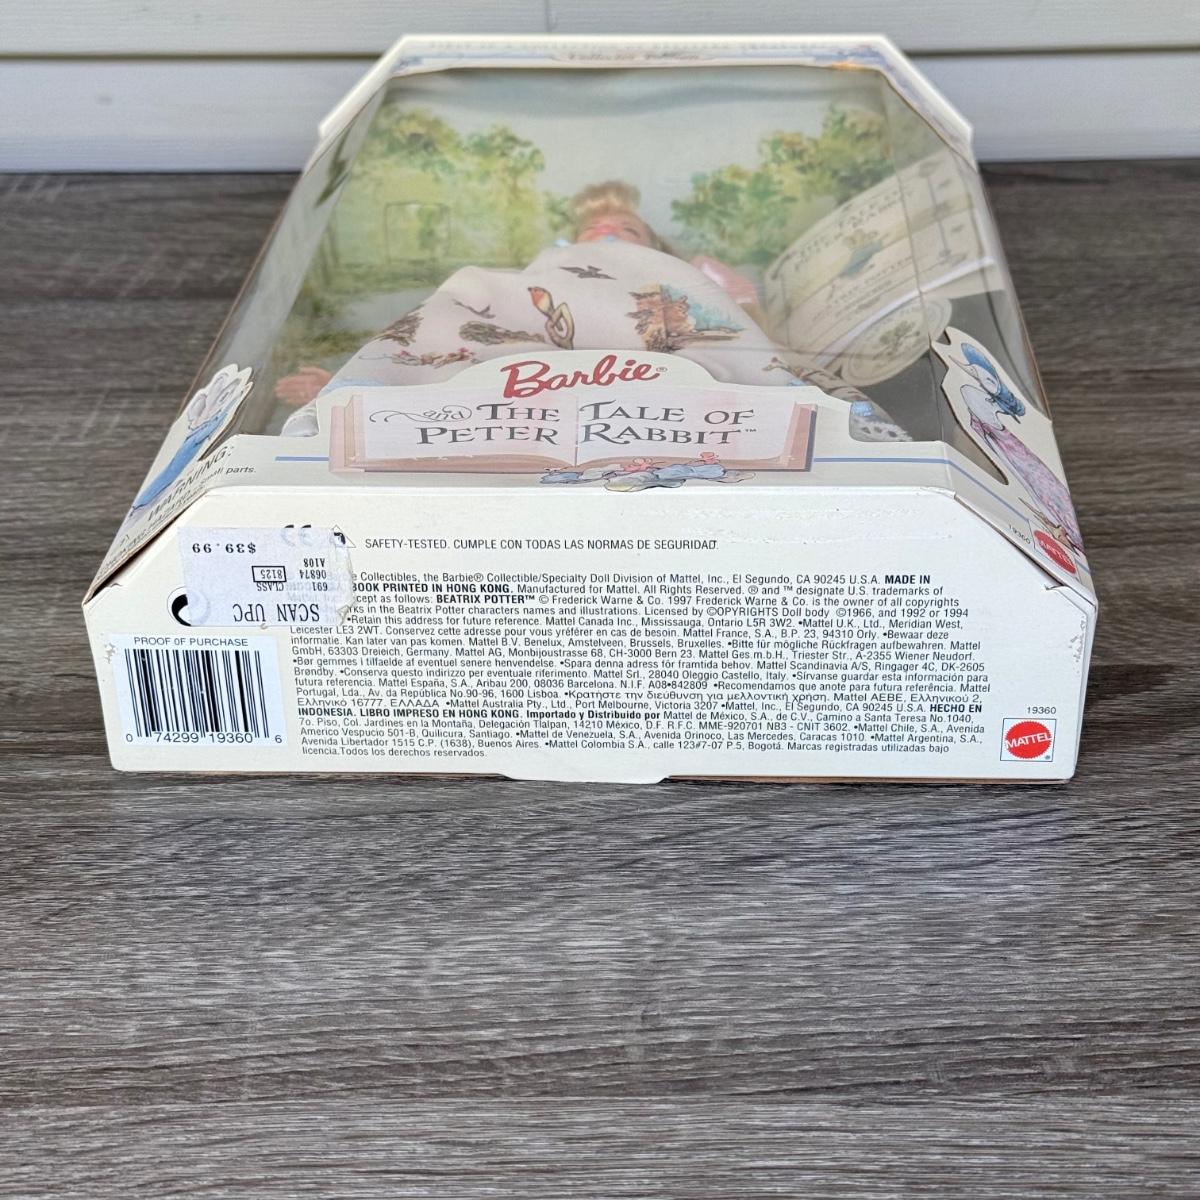 Collector Edition
THE TALE OF
PETER RABBIT
Barbie®
and THE TALE OF
PETER RABBIT™
WARNING:
small parts.
19360
MATTEL
$39.99
A108
06874
691 CLASS 8125
SCAN UPC
SAFETY-TESTED. CUMPLE CON TODAS LAS NORMAS DE SEGURIDAD.
Collectibles, the Barbie® Collectible/Specialty Doll Division of Mattel, Inc., El Segundo, CA 90245 U.S.A. MADE IN
BOOK PRINTED IN HONG KONG. Manufactured for Mattel. All Rights Reserved. ® and ™ designate U.S. trademarks of
as follows: BEATRIX POTTER™ © Frederick Warne & Co. 1997 Frederick Warne & Co. is the owner of all copyrights
in the Beatrix Potter characters names and illustrations. Licensed by ©OPYRIGHTS Doll body ©1966, and 1992 or 1994
•Retain this address for future reference. Mattel Canada Inc., Mississauga, Ontario L5R 3W2. •Mattel U.K., Ltd., Meridian West,
Leicester LE3 2WT. Conservez cette adresse pour vous y référer en cas de besoin. Mattel France, S.A., B.P. 23, 94310 Orly. •Bewaar deze
informatie. Kan later van pas komen. Mattel B.V. Benelux, Amstelveen, Brussels, Bruxelles. •Bitte für mögliche Rückfragen aufbewahren. Mattel
GmbH, 63303 Dreieich, Germany. Mattel AG, Monbijoustrasse 68, CH-3000 Bern 23. Mattel Ges.m.b.H., Triester Str., A-2355 Wiener Neudorf.
•Bør gemmes i tilfælde af eventuel senere henvendelse. •Spara denna adress för framtida behov. Mattel Scandinavia A/S, Ringager 4C, DK-2605
Brøndby. •Conserva questo indirizzo per eventuale riferimento. Mattel Srl., 28040 Oleggio Castello, Italy. •Sírvanse guardar esta información para
futura referencia. Mattel España, S.A., Aribau 200, 08036 Barcelona. N.I.F. A08•842809 •Recomendamos que anote para futura referência. Mattel
Portugal, Lda., Av. da República No.90-96, 1600 Lisboa. •Κρατήστε την διεύθυνση για μελλοντική χρήση. Mattel AEBE, Ελληνικού 2,
Ελληνικό 16777. ΕΛΛΑΔΑ •Mattel Australia Pty., Ltd., Port Melbourne, Victoria 3207 •Mattel, Inc., El Segundo, CA 90245 U.S.A. HECHO EN
INDONESIA. LIBRO IMPRESO EN HONG KONG. Importado y Distribuido por Mattel de México, S.A., de C.V., Camino a Santa Teresa No.1040,
7o. Piso, Col. Jardines en la Montaña, Delegación Tlalpan, 14210 México, D.F. R.F.C. MME-920701 NB3 - CNIT 3602. •Mattel Chile, S.A., Avenida
Americo Vespucio 501-B, Quilicura, Santiago. •Mattel de Venezuela, S.A., Avenida Orinoco, Las Mercedes, Caracas 1010. •Mattel Argentina, S.A.,
Avenida Libertador 1515 C.P. (1638), Buenos Aires. •Mattel Colombia S.A., calle 123#7-07 P.5, Bogotá. Marcas registradas utilizadas bajo
licencia.Todos los derechos reservados.
PROOF OF PURCHASE
0 74299 19360 6
19360
MATTEL